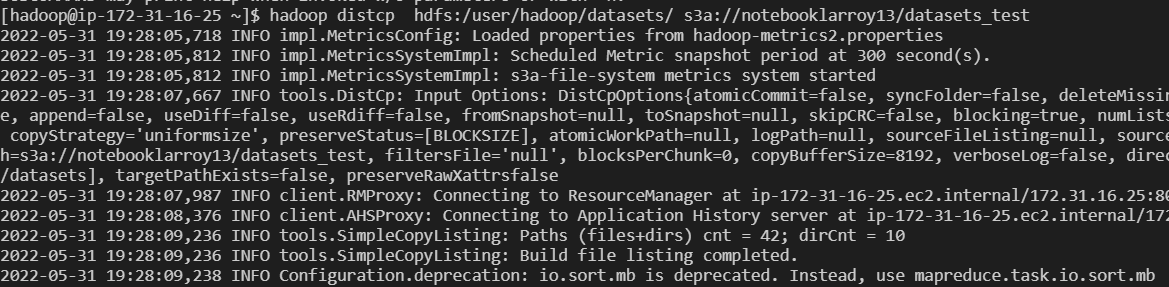 [hadoop@ip-172-31-16-25 ~]$ hadoop distcp  hdfs:/user/hadoop/datasets/ s3a://notebooklarroy13/datasets_test
2022-05-31 19:28:05,718 INFO impl.MetricsConfig: Loaded properties from hadoop-metrics2.properties
2022-05-31 19:28:05,812 INFO impl.MetricsSystemImpl: Scheduled Metric snapshot period at 300 second(s).
2022-05-31 19:28:05,812 INFO impl.MetricsSystemImpl: s3a-file-system metrics system started
2022-05-31 19:28:07,667 INFO tools.DistCp: Input Options: DistCpOptions{atomicCommit=false, syncFolder=false, deleteMissin
e, append=false, useDiff=false, useRdiff=false, fromSnapshot=null, toSnapshot=null, skipCRC=false, blocking=true, numLists
copyStrategy='uniformsize', preserveStatus=[BLOCKSIZE], atomicWorkPath=null, logPath=null, sourceFileListing=null, sourc
h=s3a://notebooklarroy13/datasets_test, filtersFile='null', blocksPerChunk=0, copyBufferSize=8192, verboseLog=false, direc
/datasets], targetPathExists=false, preserveRawXattrsfalse
2022-05-31 19:28:07,987 INFO client.RMProxy: Connecting to ResourceManager at ip-172-31-16-25.ec2.internal/172.31.16.25:80
2022-05-31 19:28:08,376 INFO client.AHSProxy: Connecting to Application History server at ip-172-31-16-25.ec2.internal/172
2022-05-31 19:28:09,236 INFO tools.SimpleCopyListing: Paths (files+dirs) cnt = 42; dirCnt = 10
2022-05-31 19:28:09,236 INFO tools.SimpleCopyListing: Build file listing completed.
2022-05-31 19:28:09,238 INFO Configuration.deprecation: io.sort.mb is deprecated. Instead, use mapreduce.task.io.sort.mb